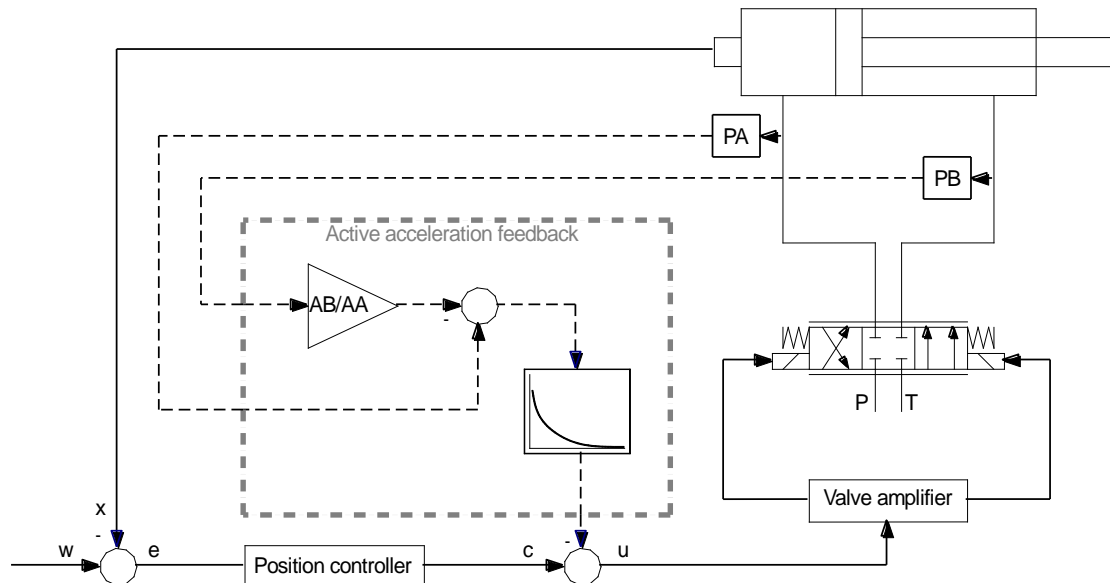 PA
PB
Active acceleration feedback
AB/AA
-
P T
x
-
w e Position controller c - u
Valve amplifier